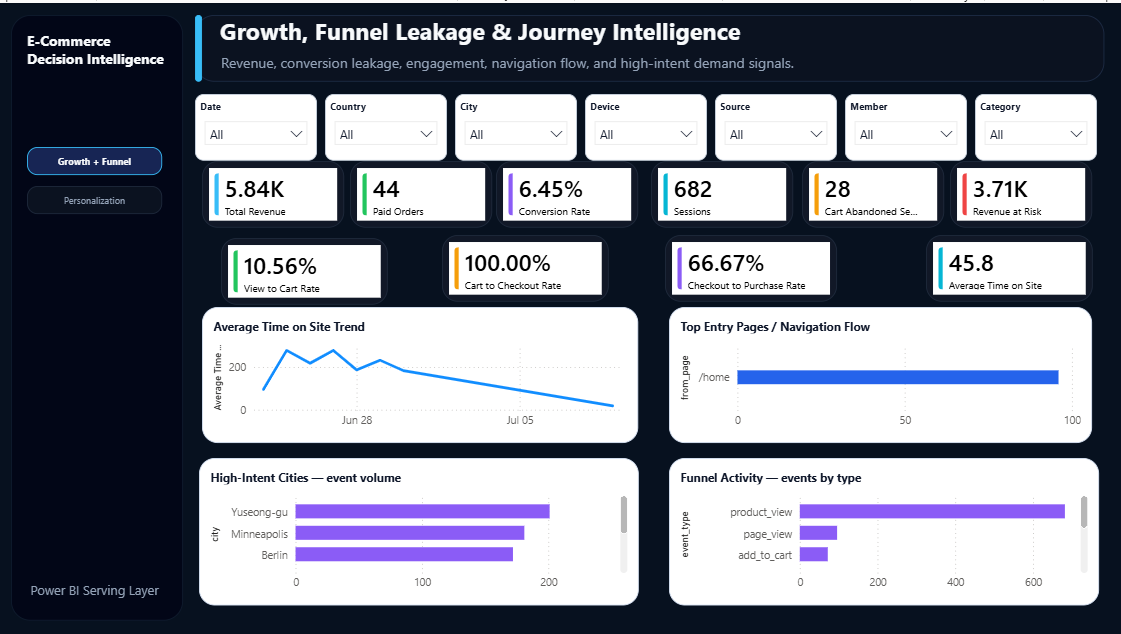 E-Commerce
Decision Intelligence
Growth + Funnel
Personalization
Power BI Serving Layer
Growth, Funnel Leakage & Journey Intelligence
Revenue, conversion leakage, engagement, navigation flow, and high-intent demand signals.
Date Country City Device Source Member Category
All All All All All All All
5.84K 44 6.45% 682 28 3.71K
Total Revenue Paid Orders Conversion Rate Sessions Cart Abandoned Se... Revenue at Risk
10.56% 100.00% 66.67% 45.8
View to Cart Rate Cart to Checkout Rate Checkout to Purchase Rate Average Time on Site
Average Time on Site Trend
Average Time ...
200
0
Jun 28 Jul 05
Top Entry Pages / Navigation Flow
from_page
/home
0 50 100
High-Intent Cities — event volume
city
Yuseong-gu
Minneapolis
Berlin
0 100 200
Funnel Activity — events by type
event_type
product_view
page_view
add_to_cart
0 200 400 600